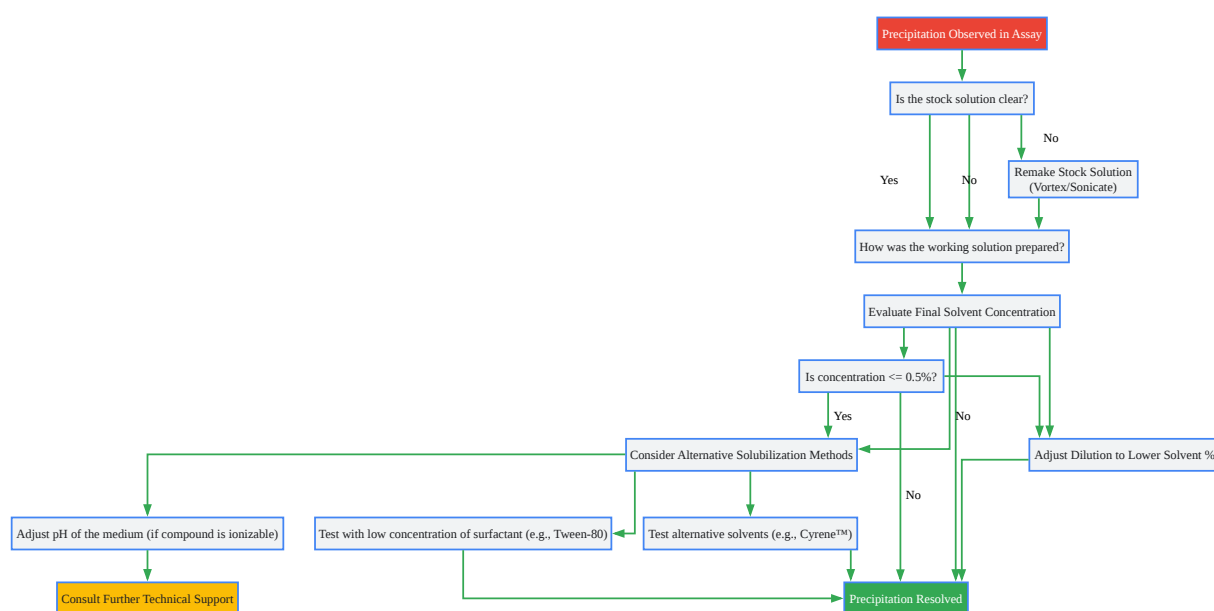 Precipitation Observed in Assay
Is the stock solution clear?
No
Yes
No
Remake Stock Solution
(Vortex/Sonicate)
How was the working solution prepared?
Evaluate Final Solvent Concentration
Is concentration <= 0.5%?
Yes
No
Consider Alternative Solubilization Methods
Adjust Dilution to Lower Solvent %
No
Adjust pH of the medium (if compound is ionizable)
Test with low concentration of surfactant (e.g., Tween-80)
Test alternative solvents (e.g., Cyrene™)
Consult Further Technical Support
Precipitation Resolved